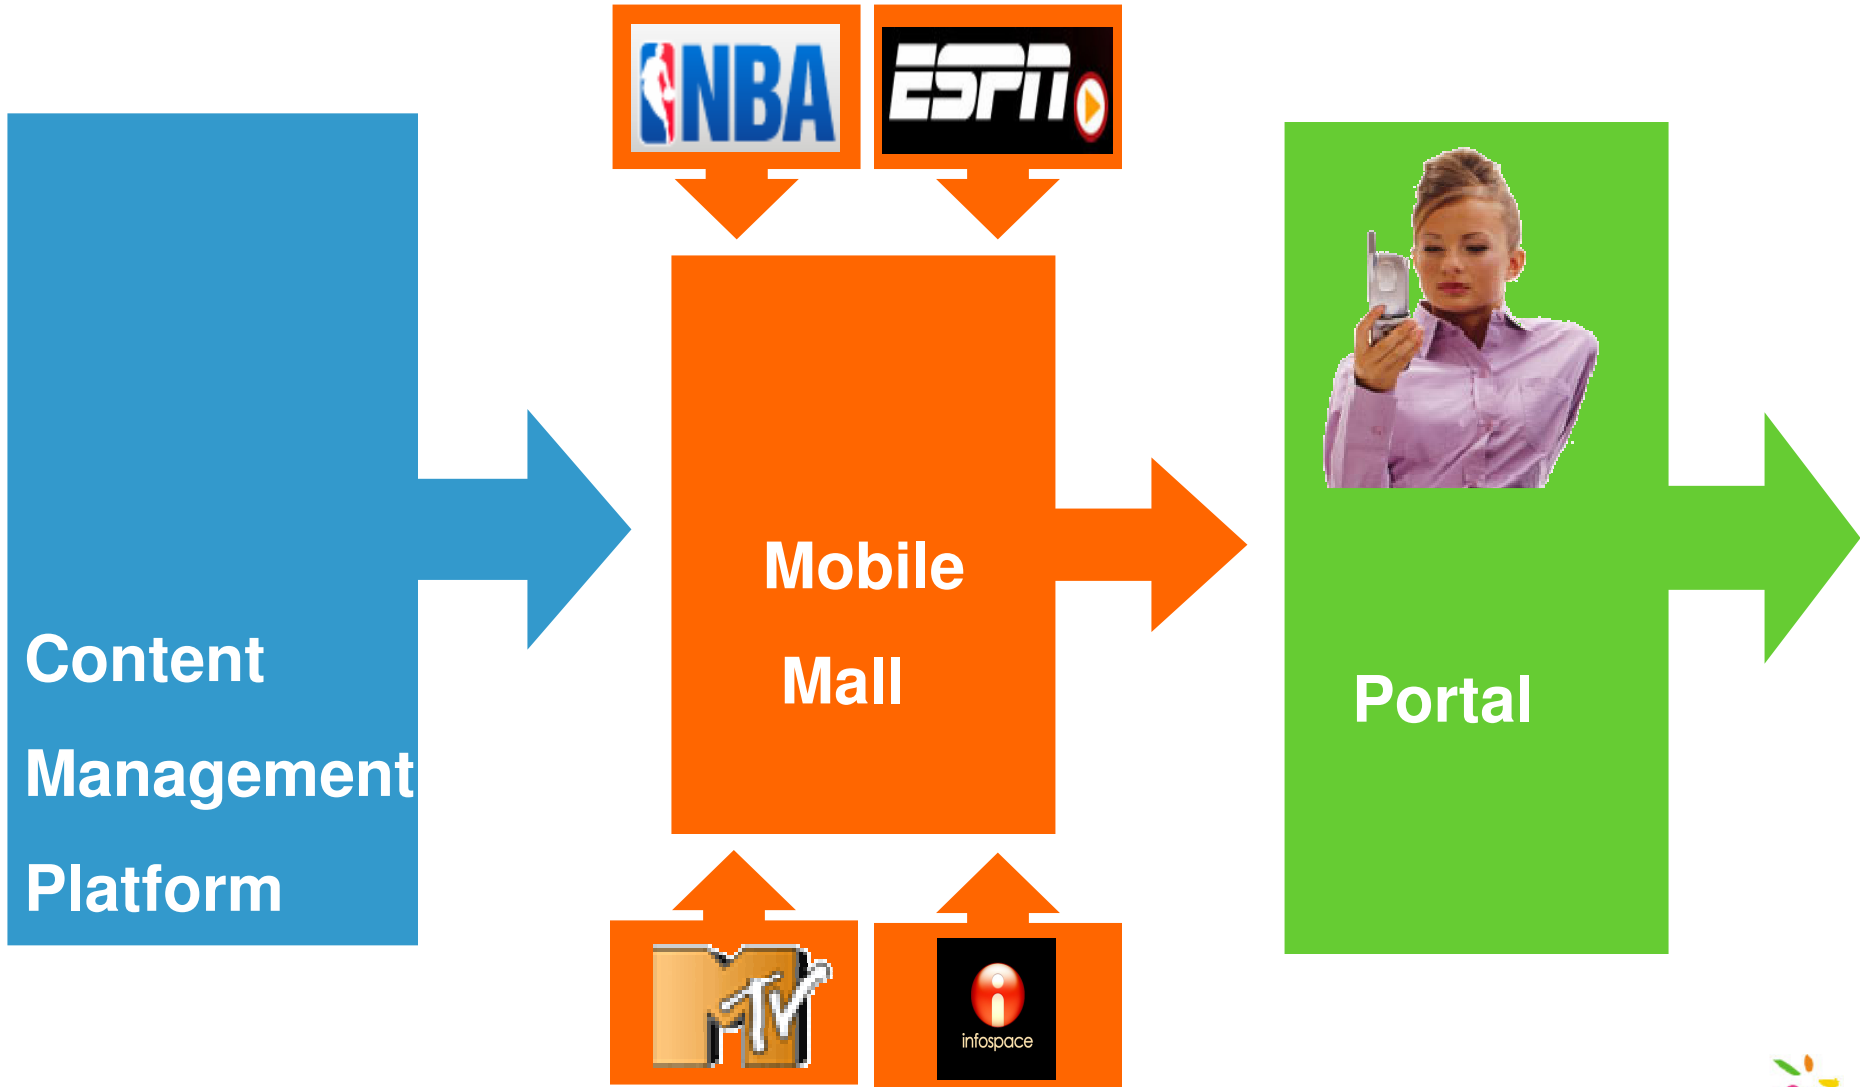 NBA
ESPN
Content
Management
Platform
Mobile
Mall
Portal
MTV
infospace